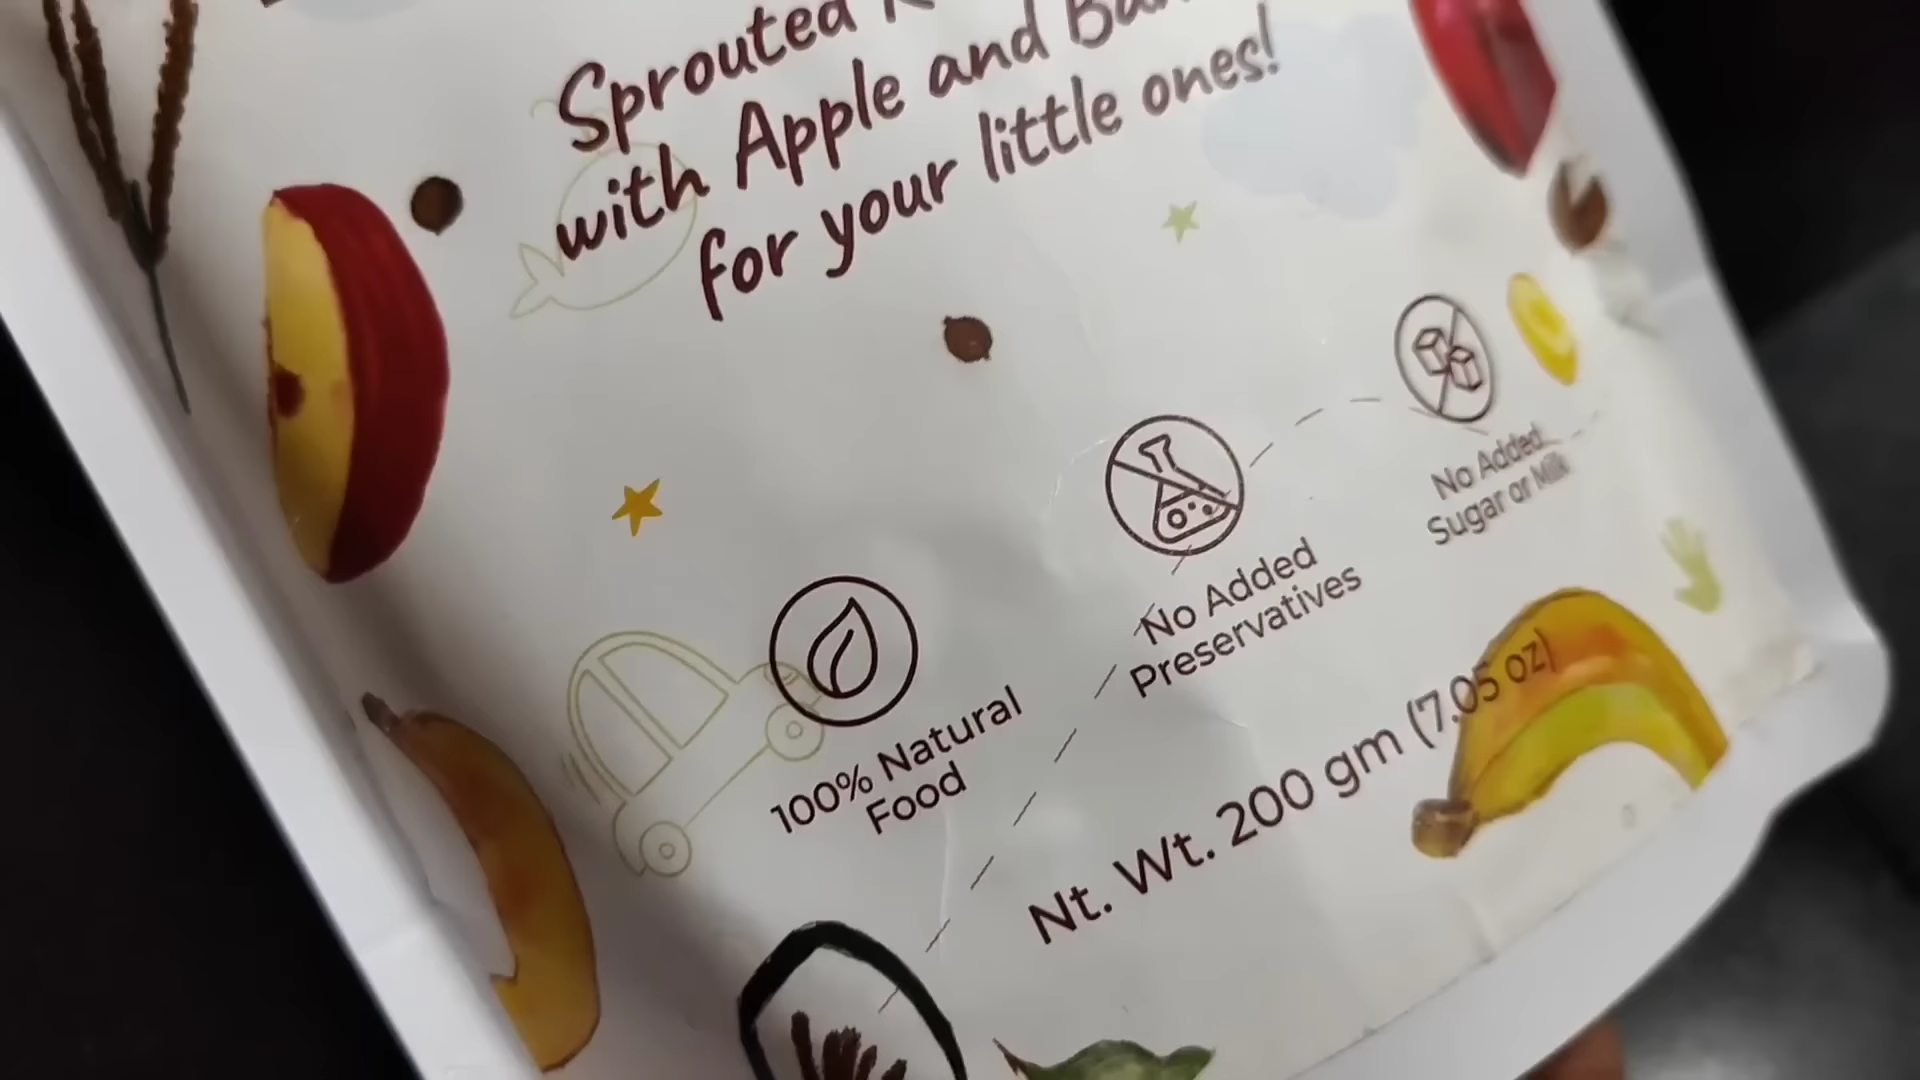 Sprouted
with Apple and
for your little ones!
No Added
Sugar or Milk
No Added
Preservatives
100% Natural
Food
Nt. Wt. 200 gm (7.05 oz)